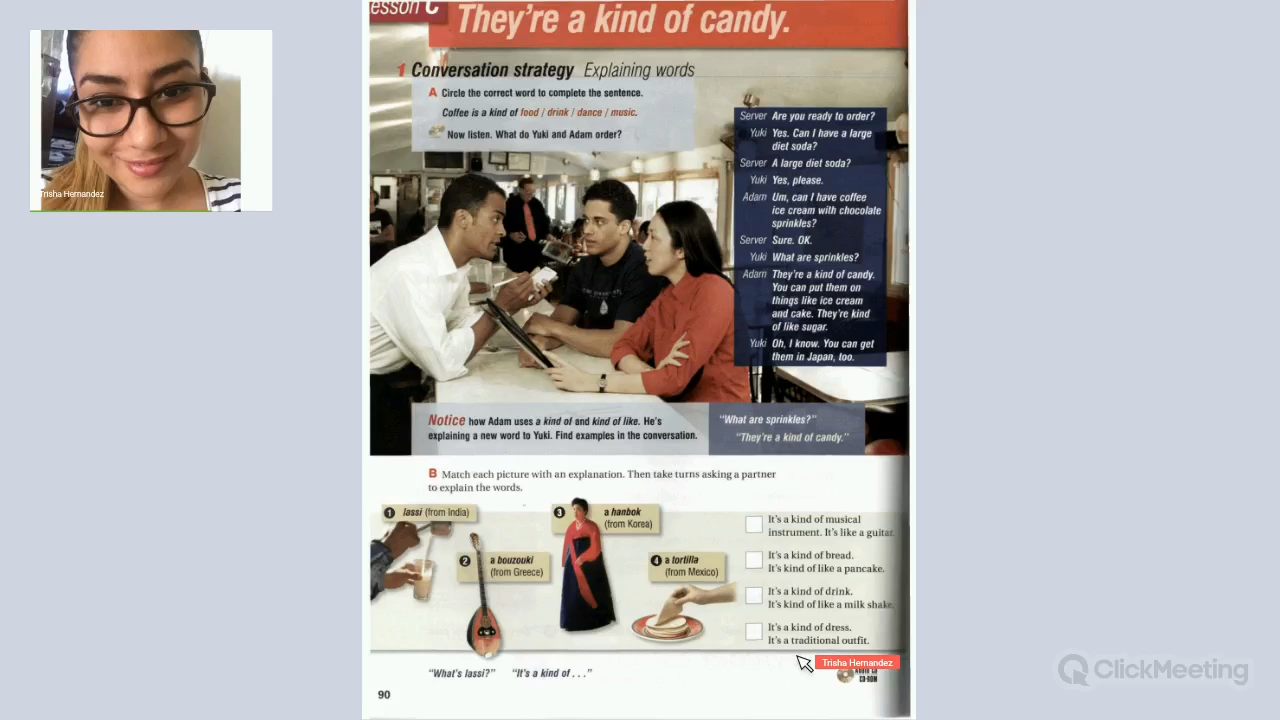 esson C
They're a kind of candy.
1 Conversation strategy Explaining words
A Circle the correct word to complete the sentence.
Coffee is a kind of food / drink / dance / music.
Now listen. What do Yuki and Adam order?
Server Are you ready to order?
Yuki Yes. Can I have a large
diet soda?
Server A large diet soda?
Yuki Yes, please.
Adam Um, can I have coffee
ice cream with chocolate
sprinkles?
Server Sure. OK.
Yuki What are sprinkles?
Adam They're a kind of candy.
You can put them on
things like ice cream
and cake. They're kind
of like sugar.
Yuki Oh, I know. You can get
them in Japan, too.
Notice how Adam uses a kind of and kind of like. He's
explaining a new word to Yuki. Find examples in the conversation.
"What are sprinkles?"
"They're a kind of candy."
B Match each picture with an explanation. Then take turns asking a partner
to explain the words.
1 lassi (from India)
2 a bouzouki
(from Greece)
3 a hanbok
(from Korea)
4 a tortilla
(from Mexico)
It's a kind of musical
instrument. It's like a guitar.
It's a kind of bread.
It's kind of like a pancake.
It's a kind of drink.
It's kind of like a milk shake.
It's a kind of dress.
It's a traditional outfit.
"What's lassi?" "It's a kind of . . ."
90
Trisha Hernandez
Trisha Hernandez
CD-ROM
ClickMeeting